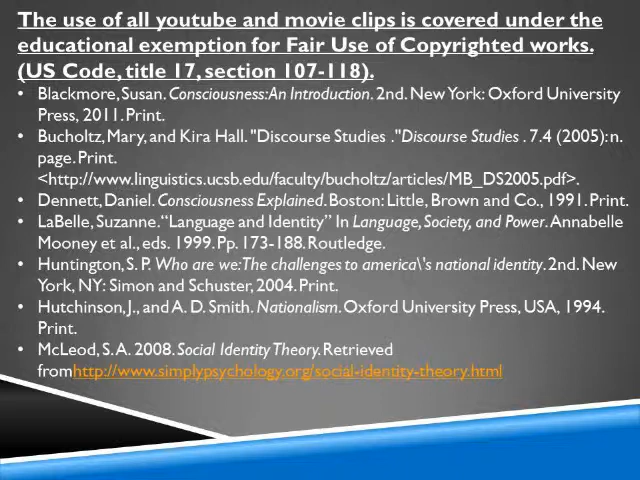 The use of all youtube and movie clips is covered under the
educational exemption for Fair Use of Copyrighted works.
(US Code, title 17, section 107-118).
• Blackmore, Susan. Consciousness: An Introduction. 2nd. New York: Oxford University
Press, 2011. Print.
• Bucholtz, Mary, and Kira Hall. "Discourse Studies ." Discourse Studies . 7.4 (2005): n.
page. Print.
<http://www.linguistics.ucsb.edu/faculty/bucholtz/articles/MB_DS2005.pdf>.
• Dennett, Daniel. Consciousness Explained. Boston: Little, Brown and Co., 1991. Print.
• LaBelle, Suzanne. “Language and Identity” In Language, Society, and Power. Annabelle
Mooney et al., eds. 1999. Pp. 173-188. Routledge.
• Huntington, S. P. Who are we: The challenges to america\'s national identity. 2nd. New
York, NY: Simon and Schuster, 2004. Print.
• Hutchinson, J., and A. D. Smith. Nationalism. Oxford University Press, USA, 1994.
Print.
• McLeod, S. A. 2008. Social Identity Theory. Retrieved
fromhttp://www.simplypsychology.org/social-identity-theory.html